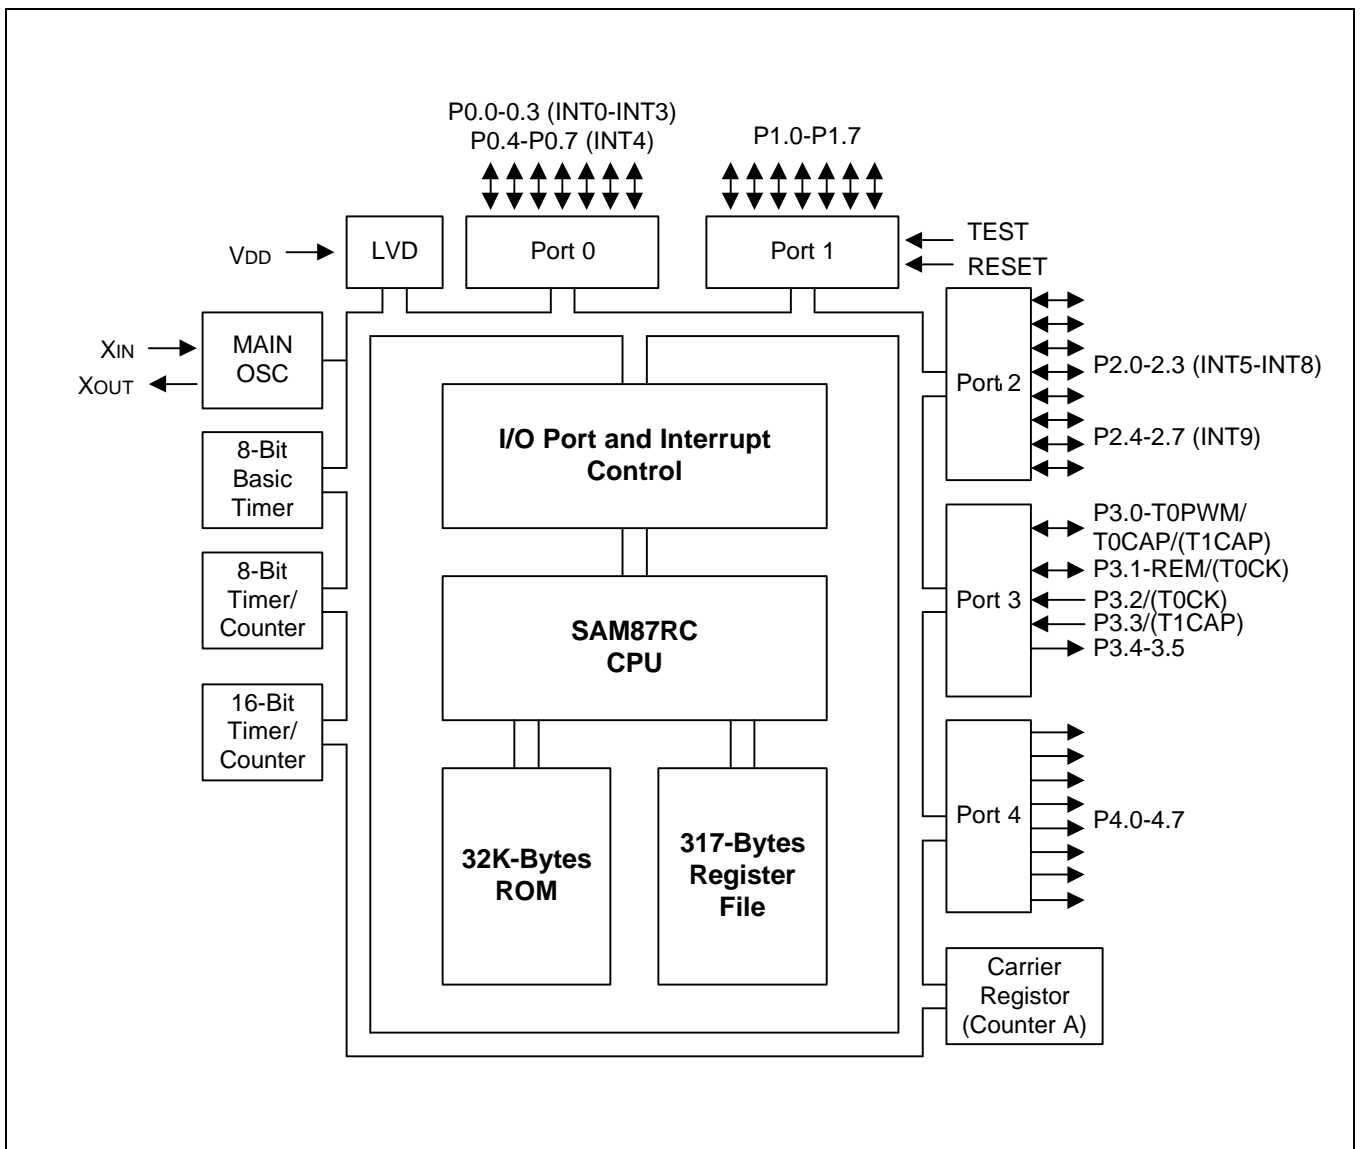 P0.0-0.3 (INT0-INT3)
P0.4-P0.7 (INT4)
P1.0-P1.7
VDD
LVD
Port 0
Port 1
TEST
RESET
XIN
XOUT
MAIN
OSC
Port 2
P2.0-2.3 (INT5-INT8)
P2.4-2.7 (INT9)
I/O Port and Interrupt
Control
8-Bit
Basic
Timer
8-Bit
Timer/
Counter
16-Bit
Timer/
Counter
SAM87RC
CPU
Port 3
P3.0-T0PWM/
T0CAP/(T1CAP)
P3.1-REM/(T0CK)
P3.2/(T0CK)
P3.3/(T1CAP)
P3.4-3.5
32K-Bytes
ROM
317-Bytes
Register
File
Port 4
P4.0-4.7
Carrier
Registor
(Counter A)